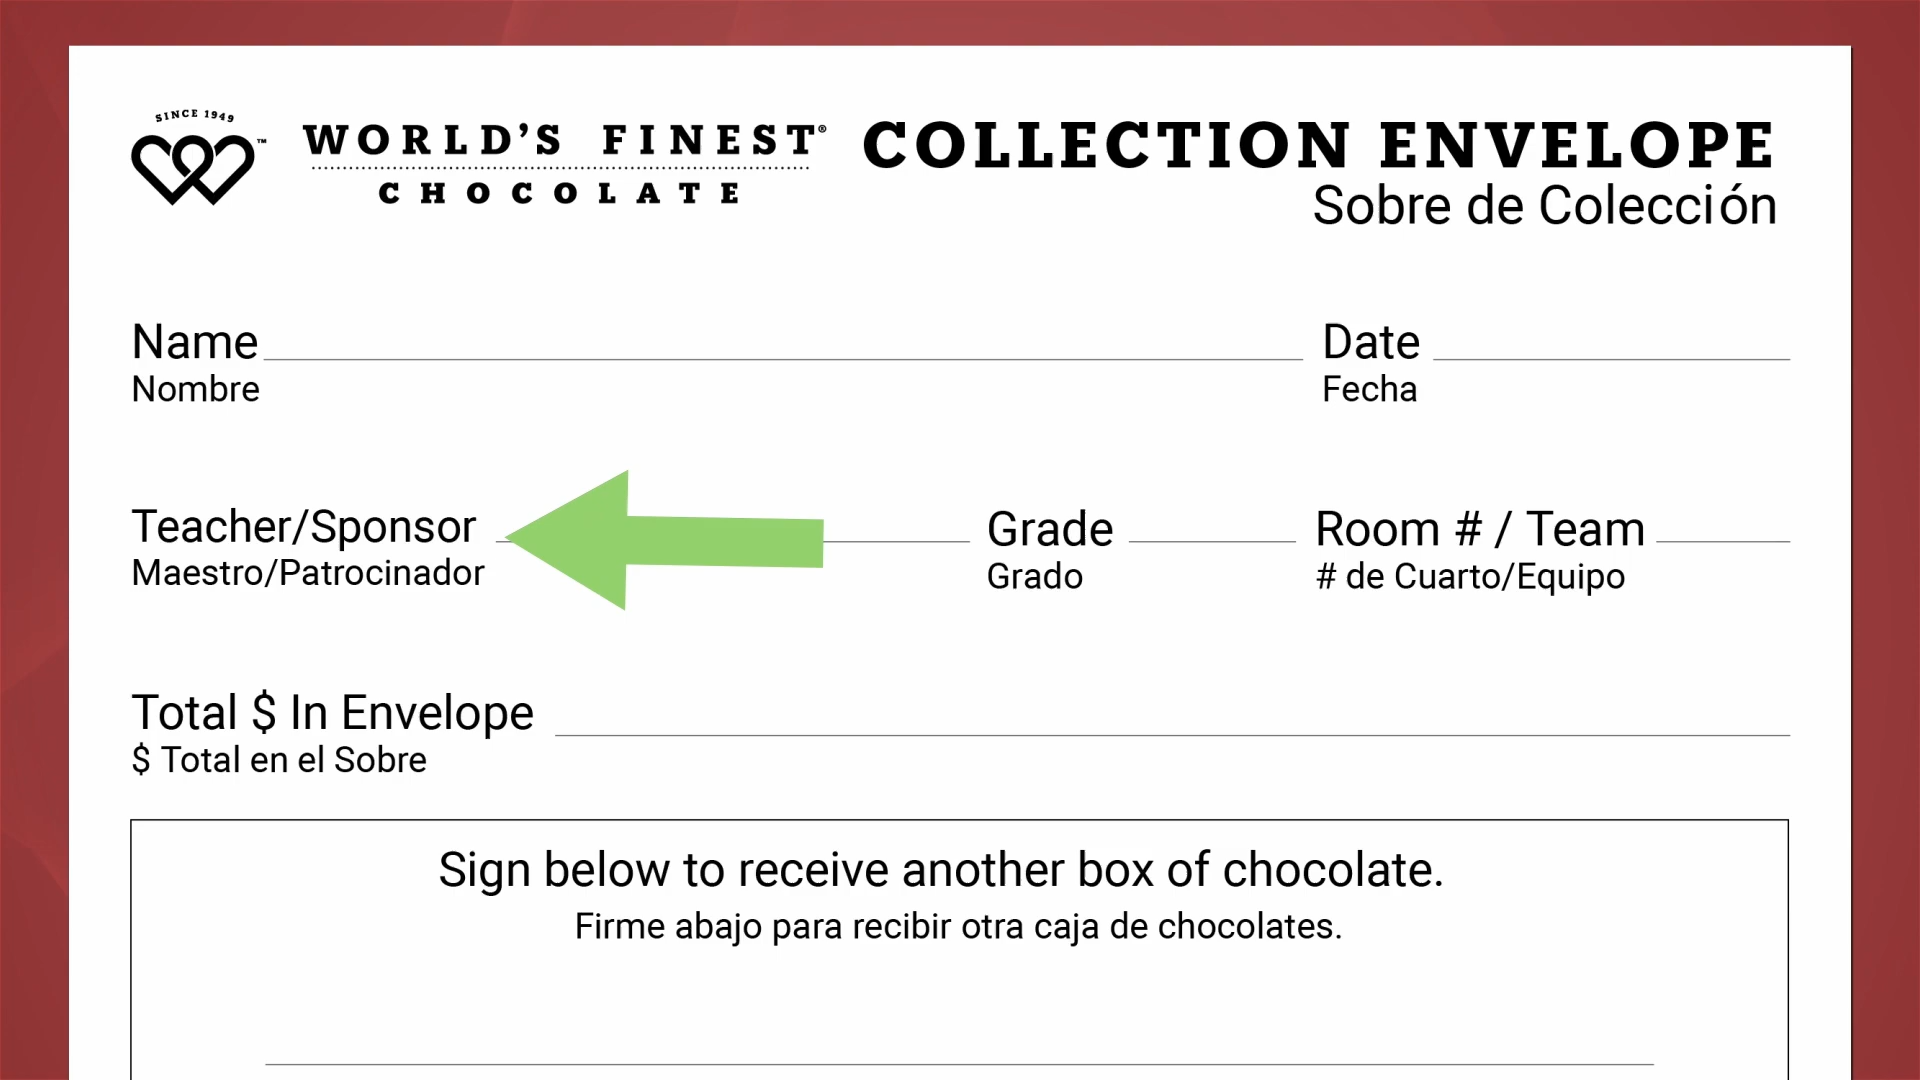 SINCE 1949
WORLD'S FINEST® COLLECTION ENVELOPE
CHOCOLATE
Sobre de Colección
Name Date
Nombre Fecha
Teacher/Sponsor Grade Room # / Team
Maestro/Patrocinador Grado # de Cuarto/Equipo
Total $ In Envelope
$ Total en el Sobre
Sign below to receive another box of chocolate.
Firme abajo para recibir otra caja de chocolates.